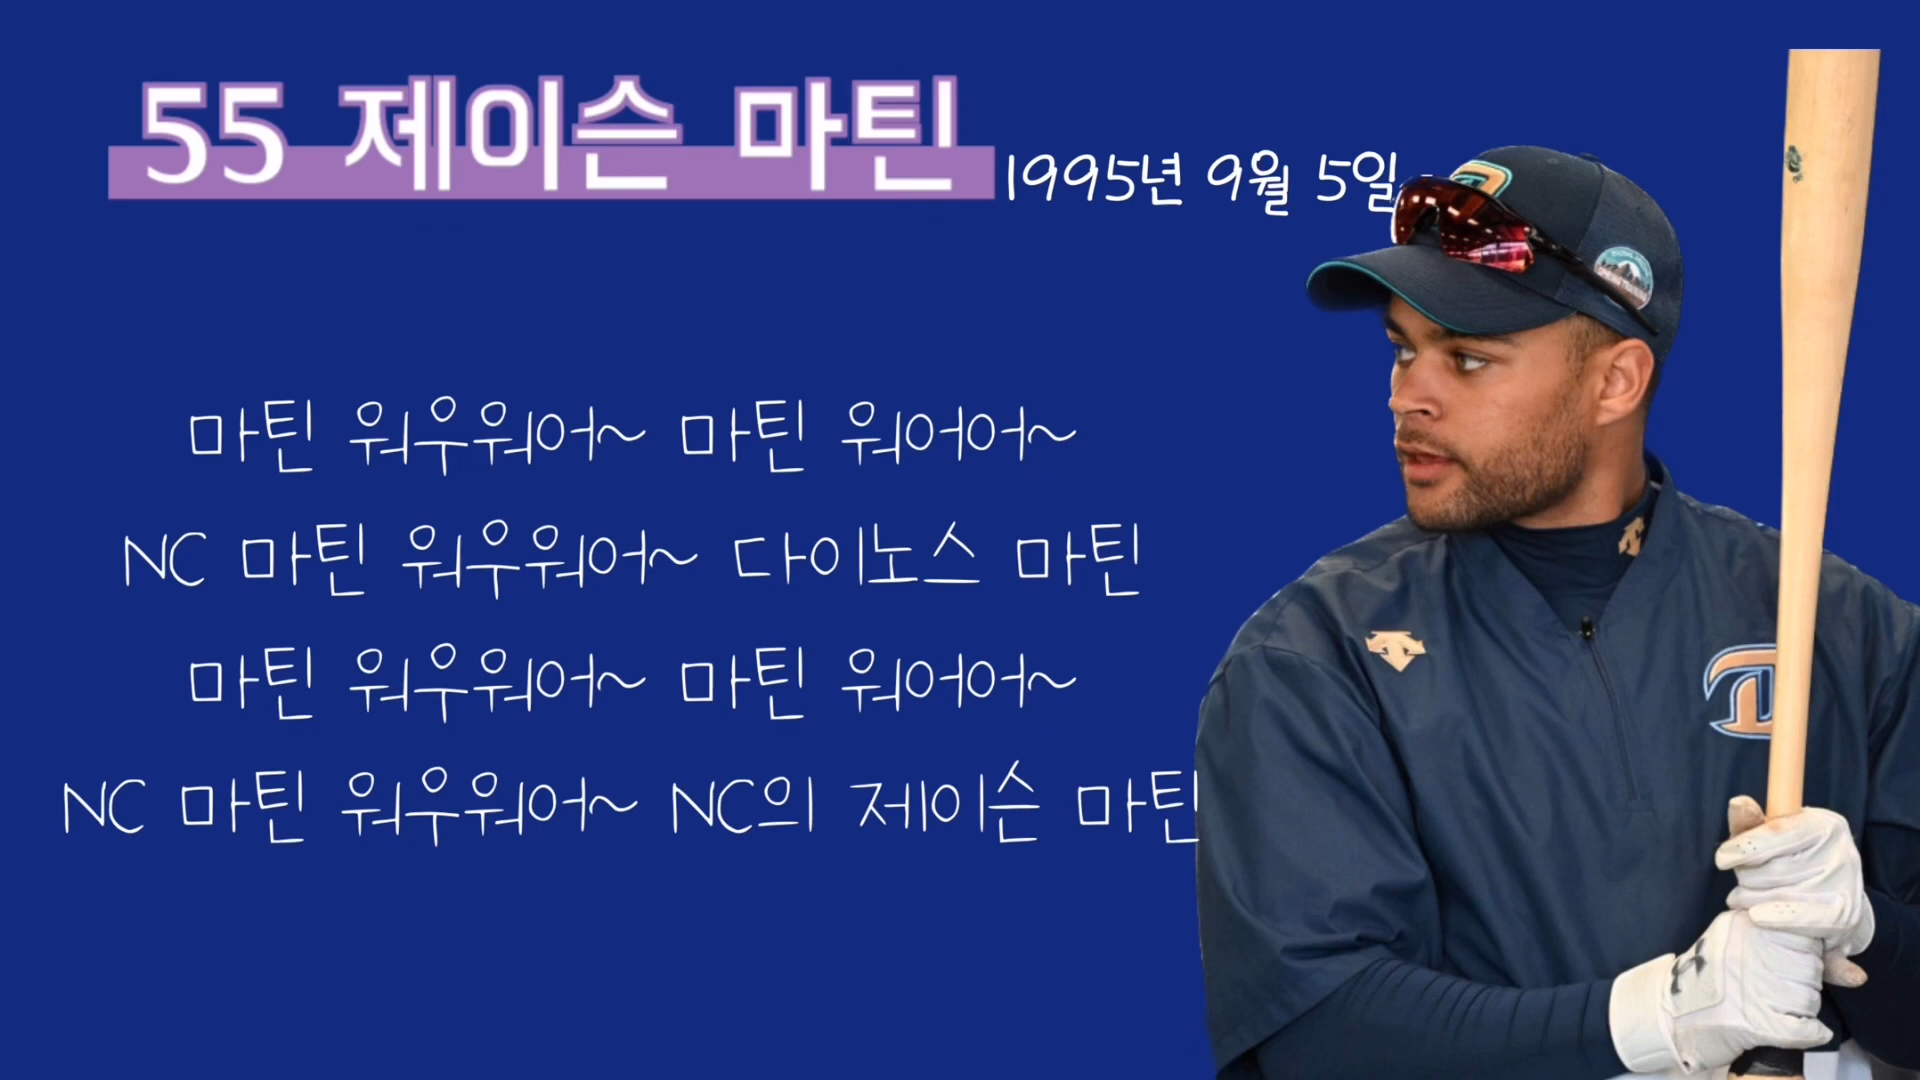 55 제이슨 마틴
1995년 9월 5일
마틴 워우워어~ 마틴 워어어~
NC 마틴 워우워어~ 다이노스 마틴
마틴 워우워어~ 마틴 워어어~
NC 마틴 워우워어~ NC의 제이슨 마틴